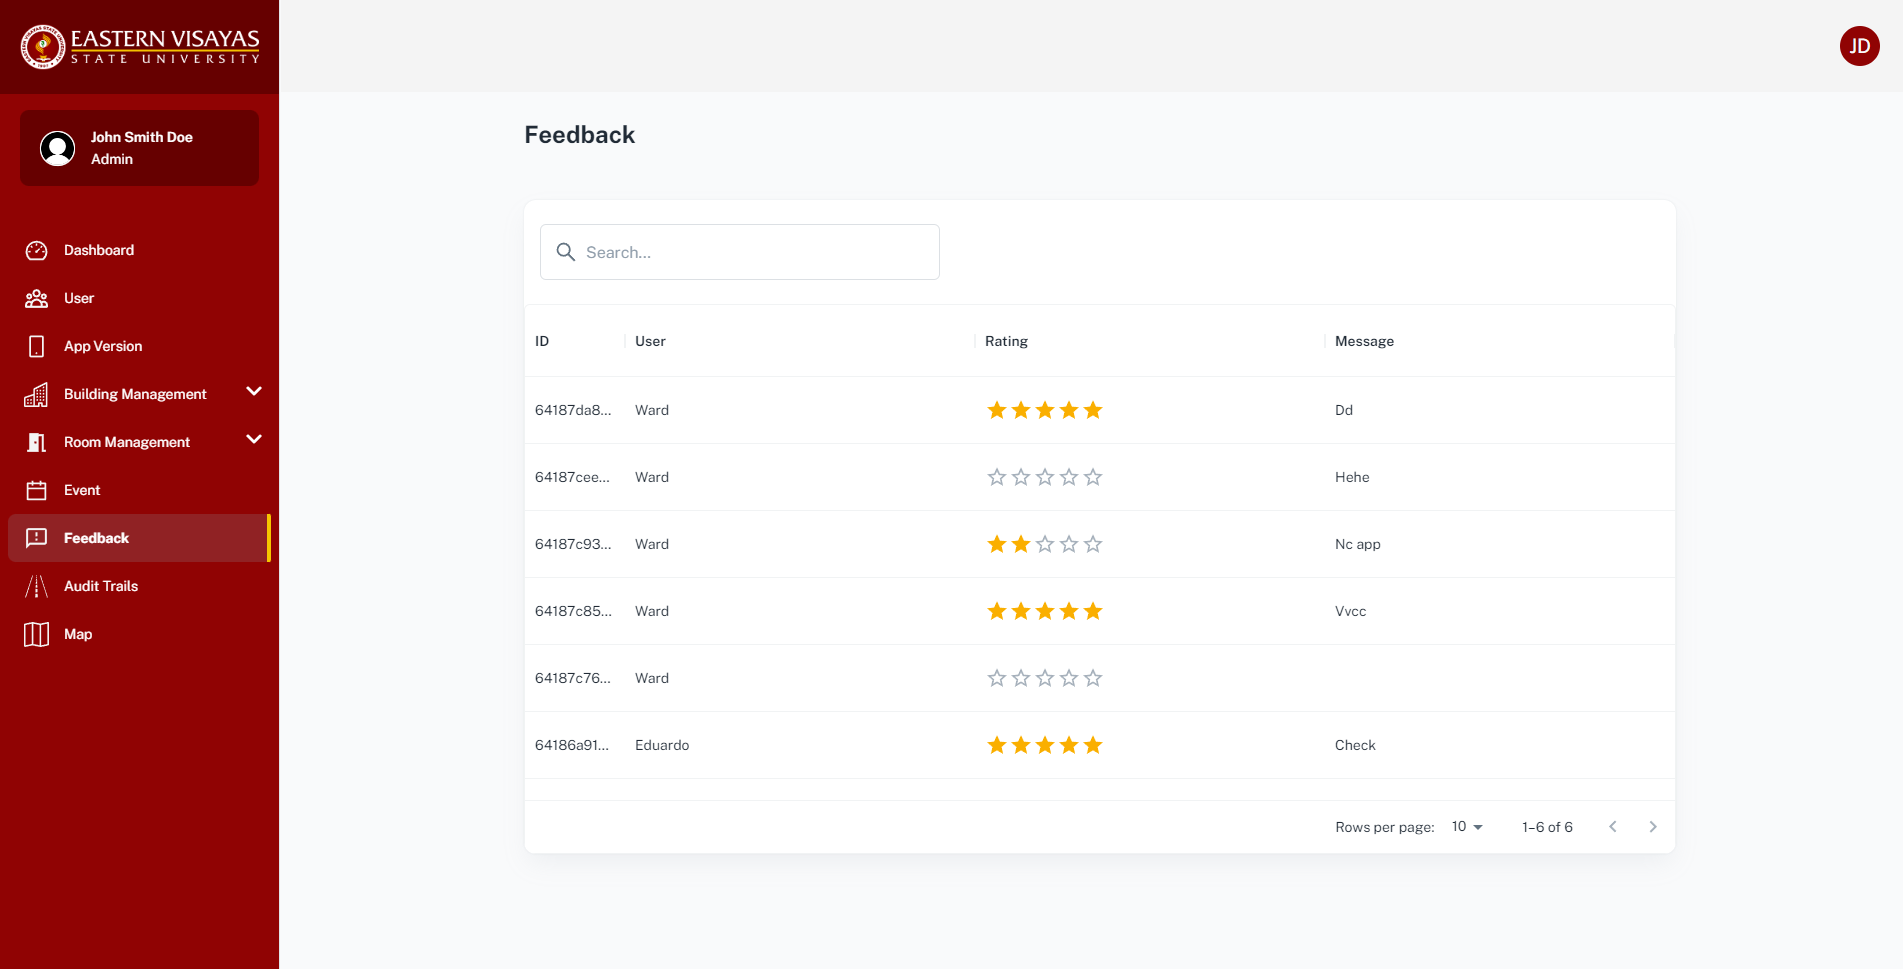 EASTERN VISAYAS
STATE UNIVERSITY
JD
John Smith Doe
Admin
Dashboard
User
App Version
Building Management
Room Management
Event
Feedback
Audit Trails
Map
Feedback
Search...
ID User Rating Message
64187da8... Ward Dd
64187cee... Ward Hehe
64187c93... Ward Nc app
64187c85... Ward Vvcc
64187c76... Ward
64186a91... Eduardo Check
Rows per page: 10 1–6 of 6